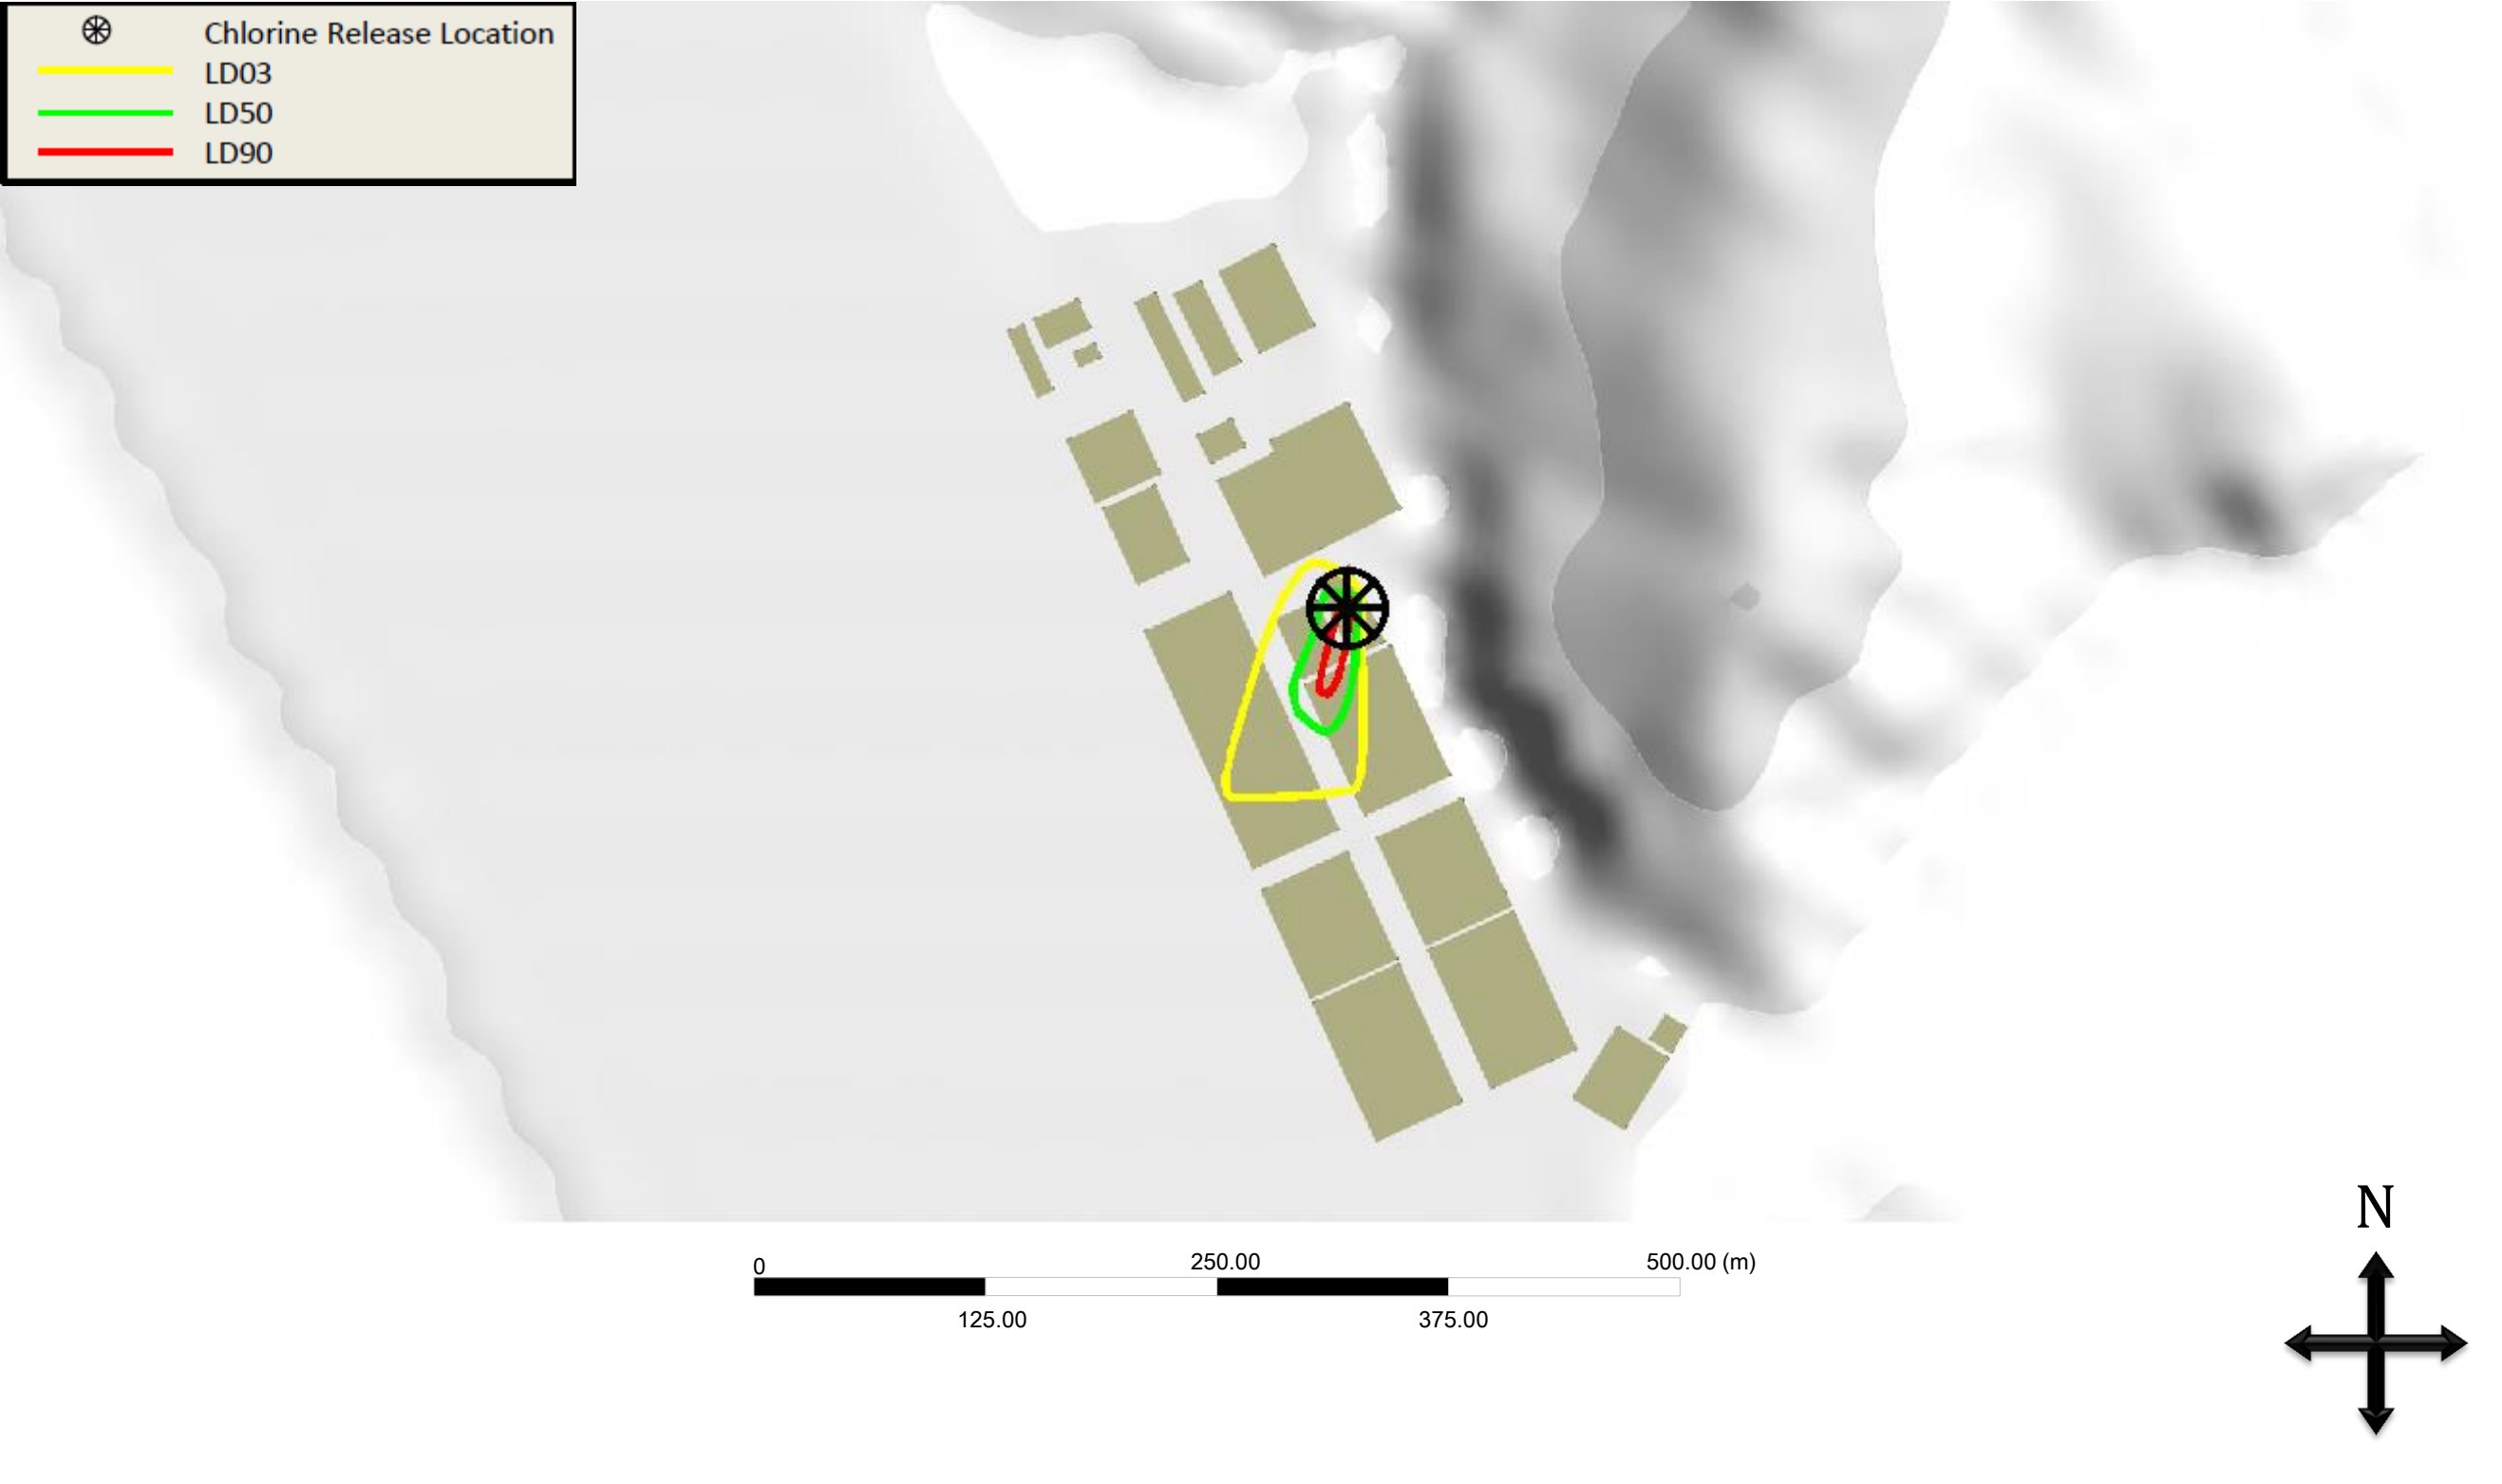 Chlorine Release Location
LD03
LD50
LD90
N
0
250.00
500.00 (m)
125.00
375.00